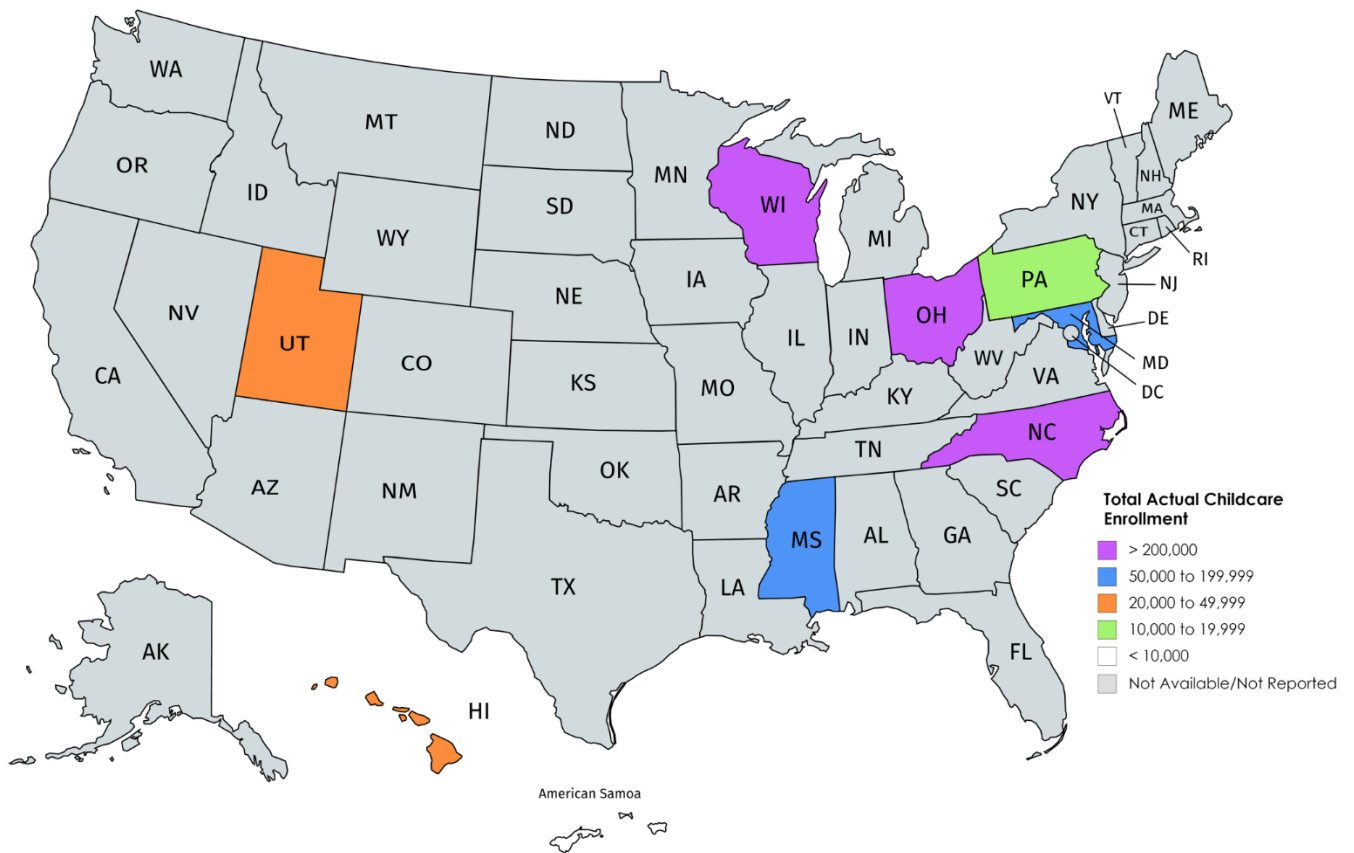 WA
MT
ND
MN
VT
ME
OR
ID
SD
WI
NH
WY
MI
NY
MA
CT
RI
NV
UT
NE
IA
PA
NJ
CO
IL
IN
OH
DE
CA
KS
MO
WV
MD
VA
DC
KY
AZ
NM
OK
AR
TN
NC
SC
MS
AL
GA
TX
LA
FL
AK
HI
American Samoa
Total Actual Childcare
Enrollment
> 200,000
50,000 to 199,999
20,000 to 49,999
10,000 to 19,999
< 10,000
Not Available/Not Reported